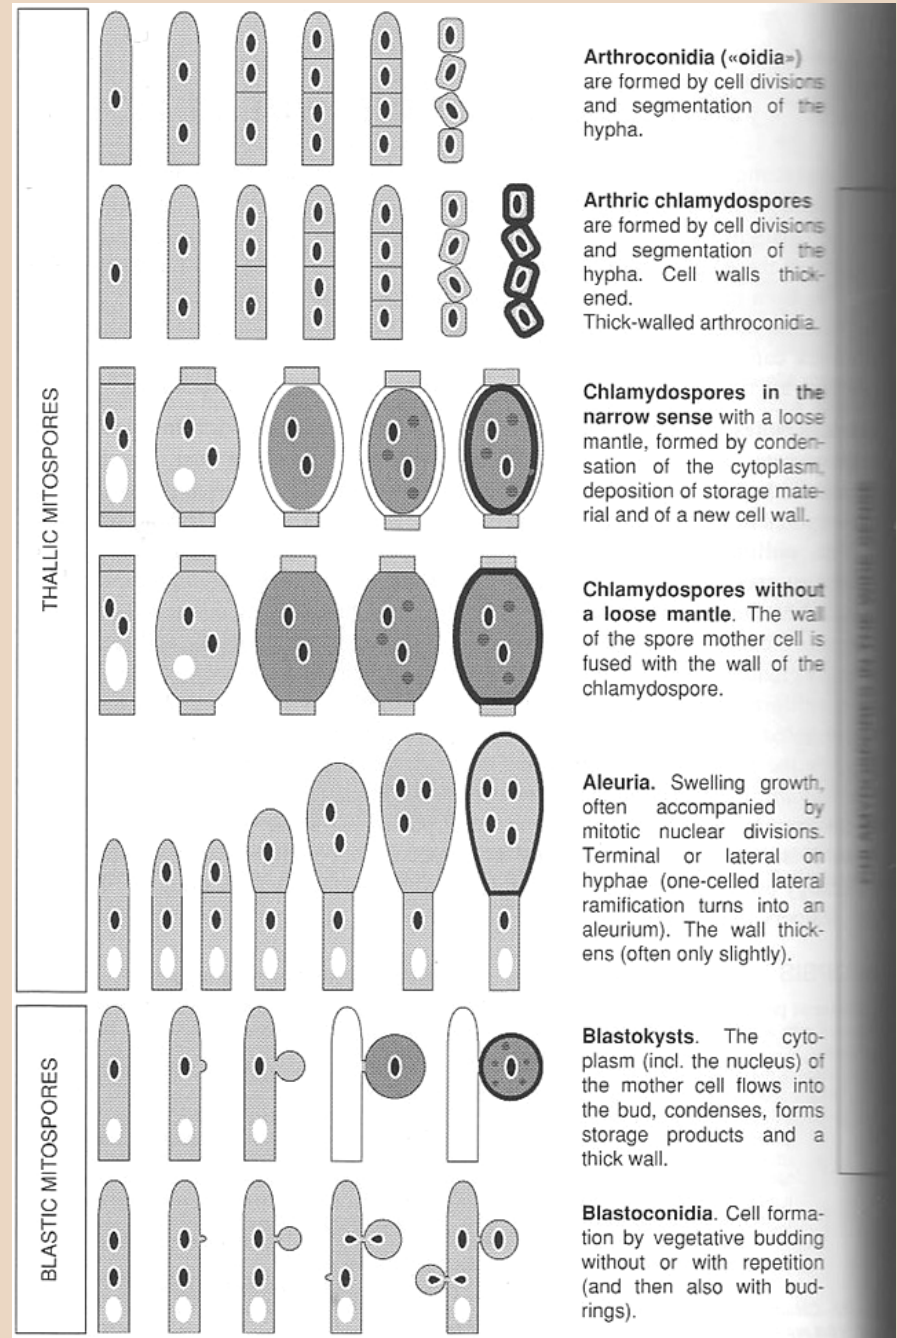 THALLIC MITOSPORES
Arthroconidia («oidia»)
are formed by cell divisions
and segmentation of the
hypha.
Arthric chlamydospores
are formed by cell divisions
and segmentation of the
hypha. Cell walls thick-
ened.
Thick-walled arthroconidia.
Chlamydospores in the
narrow sense with a loose
mantle, formed by conden-
sation of the cytoplasm,
deposition of storage mate-
rial and of a new cell wall.
Chlamydospores without
a loose mantle. The wall
of the spore mother cell is
fused with the wall of the
chlamydospore.
Aleuria. Swelling growth,
often accompanied by
mitotic nuclear divisions.
Terminal or lateral on
hyphae (one-celled lateral
ramification turns into an
aleurium). The wall thick-
ens (often only slightly).
BLASTIC MITOSPORES
Blastokysts. The cyto-
plasm (incl. the nucleus) of
the mother cell flows into
the bud, condenses, forms
storage products and a
thick wall.
Blastoconidia. Cell forma-
tion by vegetative budding
without or with repetition
(and then also with bud-
rings).